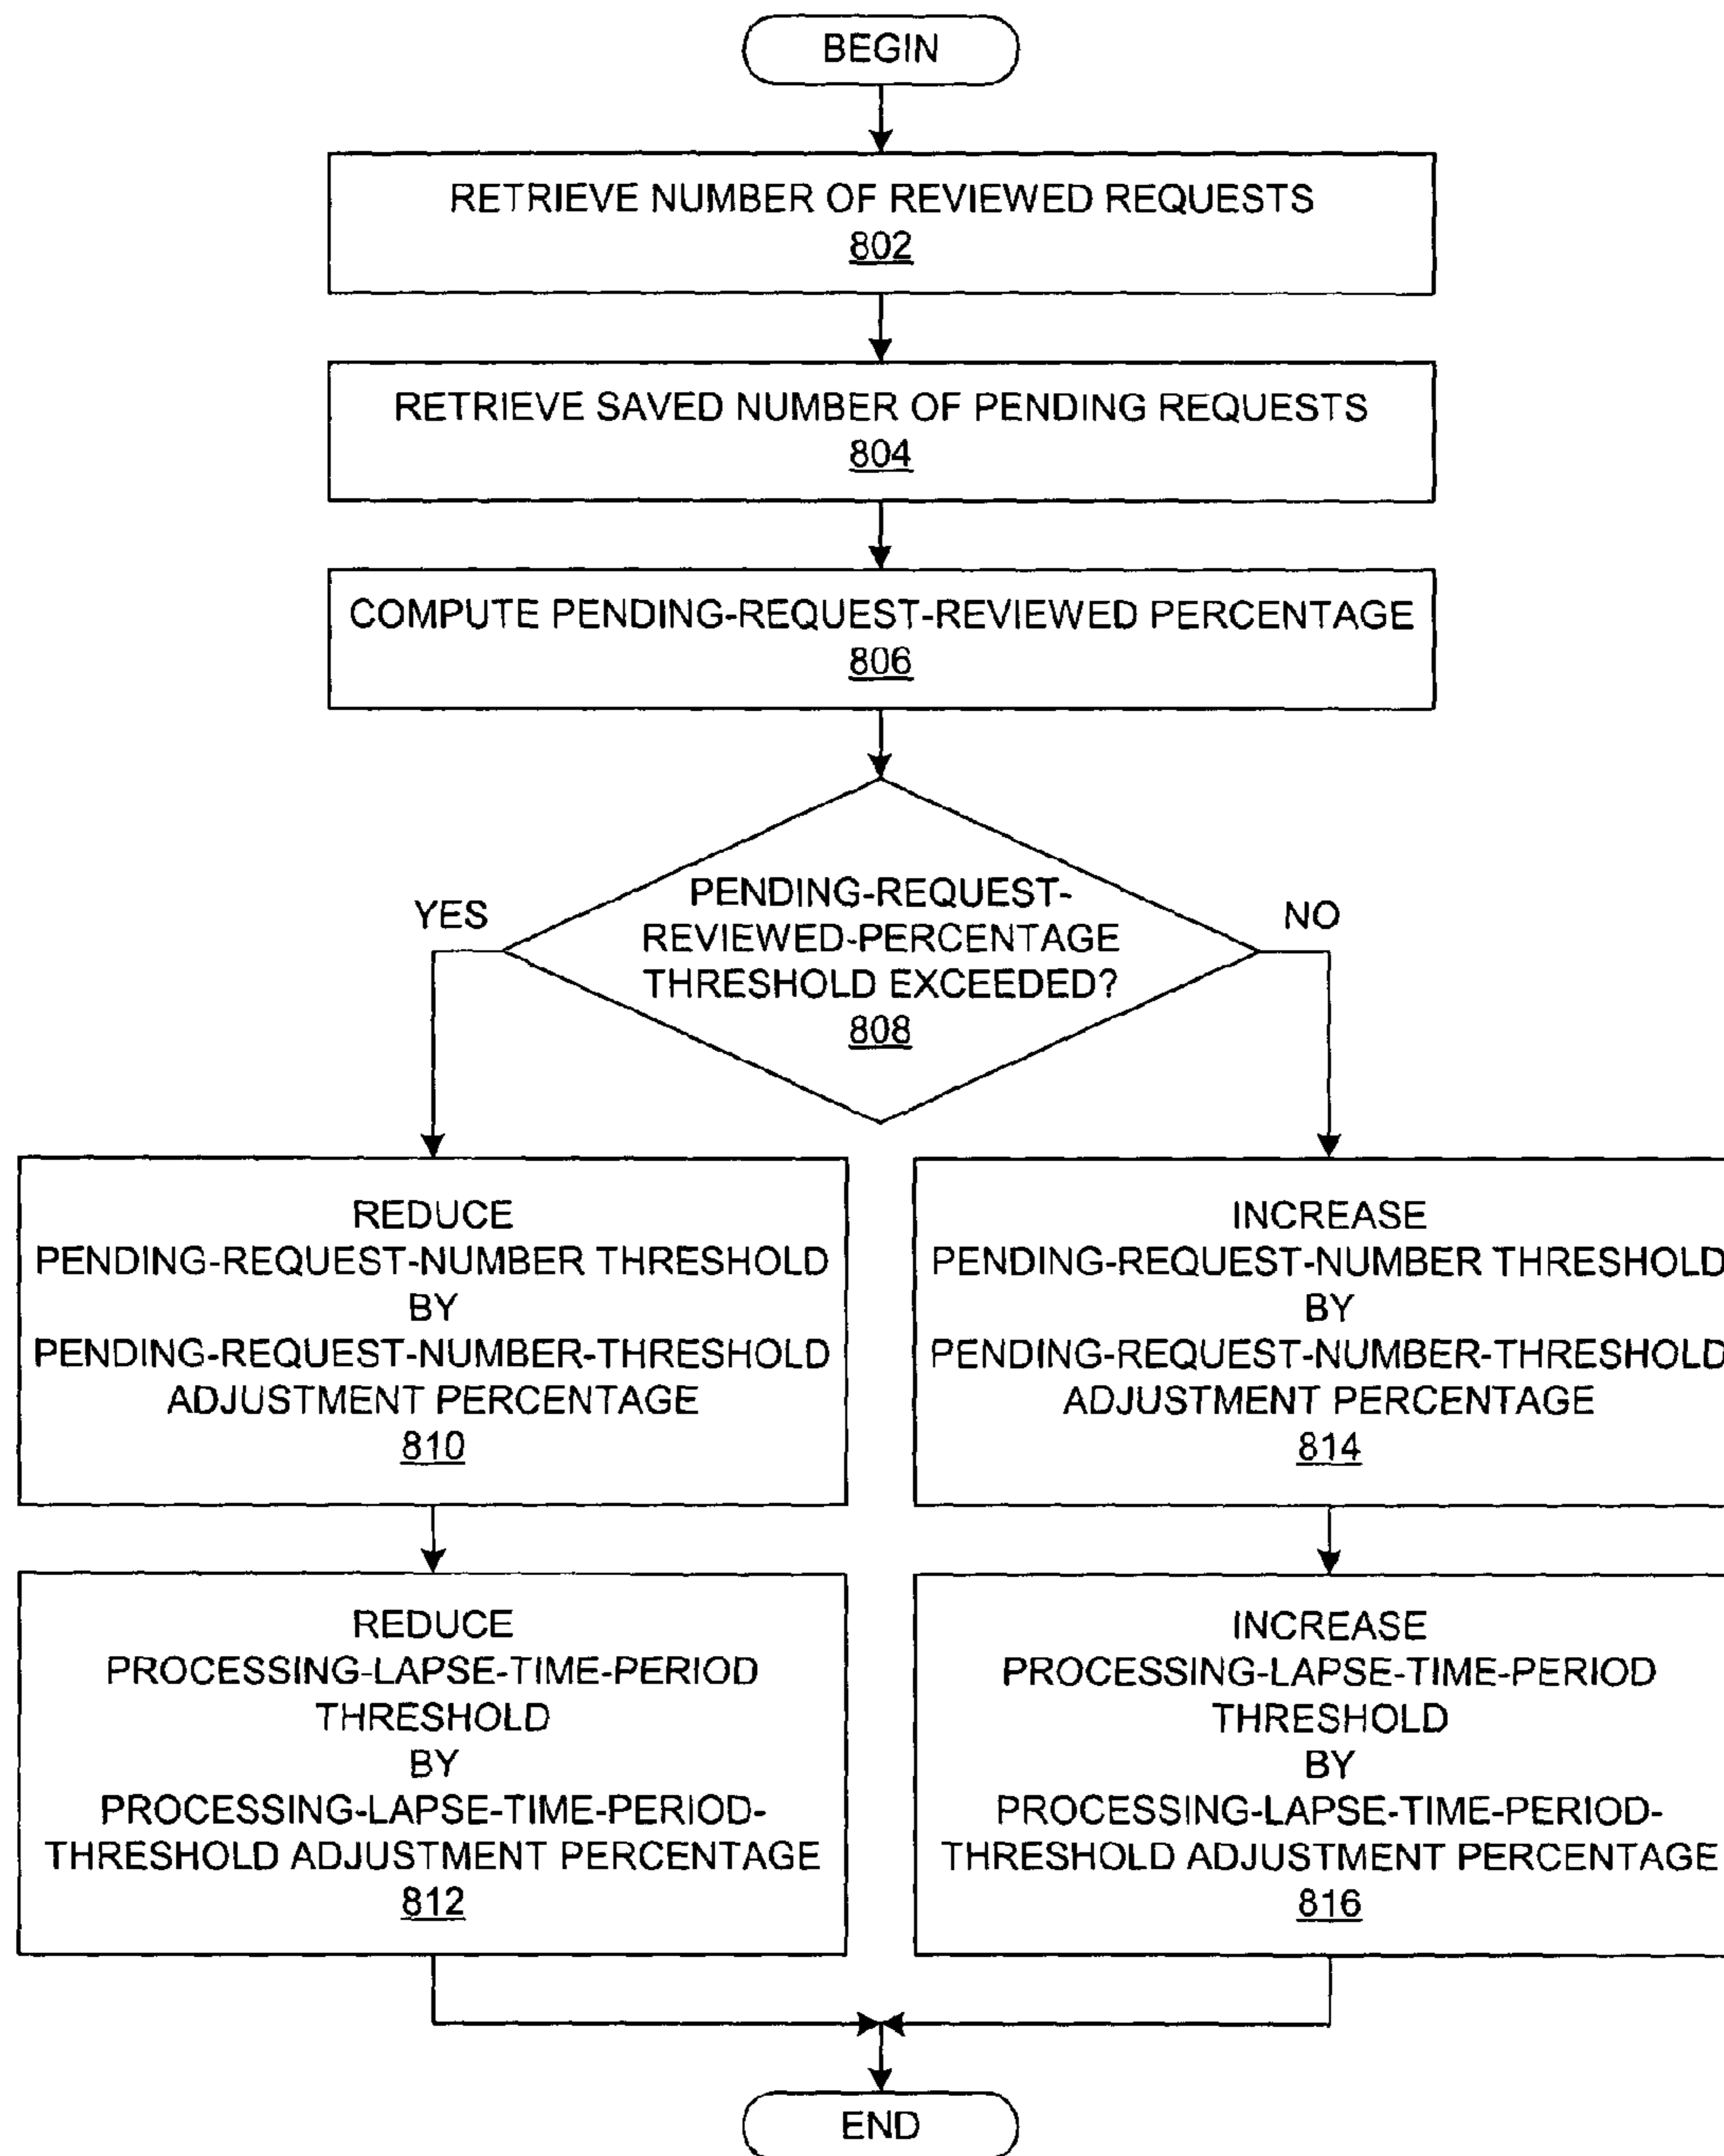 BEGIN
RETRIEVE NUMBER OF REVIEWED REQUESTS
802
RETRIEVE SAVED NUMBER OF PENDING REQUESTS
804
COMPUTE PENDING-REQUEST-REVIEWED PERCENTAGE
806
PENDING-REQUEST-
REVIEWED-PERCENTAGE
THRESHOLD EXCEEDED?
808
YES
NO
REDUCE
PENDING-REQUEST-NUMBER THRESHOLD
BY
PENDING-REQUEST-NUMBER-THRESHOLD
ADJUSTMENT PERCENTAGE
810
INCREASE
PENDING-REQUEST-NUMBER THRESHOLD
BY
PENDING-REQUEST-NUMBER-THRESHOLD
ADJUSTMENT PERCENTAGE
814
REDUCE
PROCESSING-LAPSE-TIME-PERIOD
THRESHOLD
BY
PROCESSING-LAPSE-TIME-PERIOD-
THRESHOLD ADJUSTMENT PERCENTAGE
812
INCREASE
PROCESSING-LAPSE-TIME-PERIOD
THRESHOLD
BY
PROCESSING-LAPSE-TIME-PERIOD-
THRESHOLD ADJUSTMENT PERCENTAGE
816
END